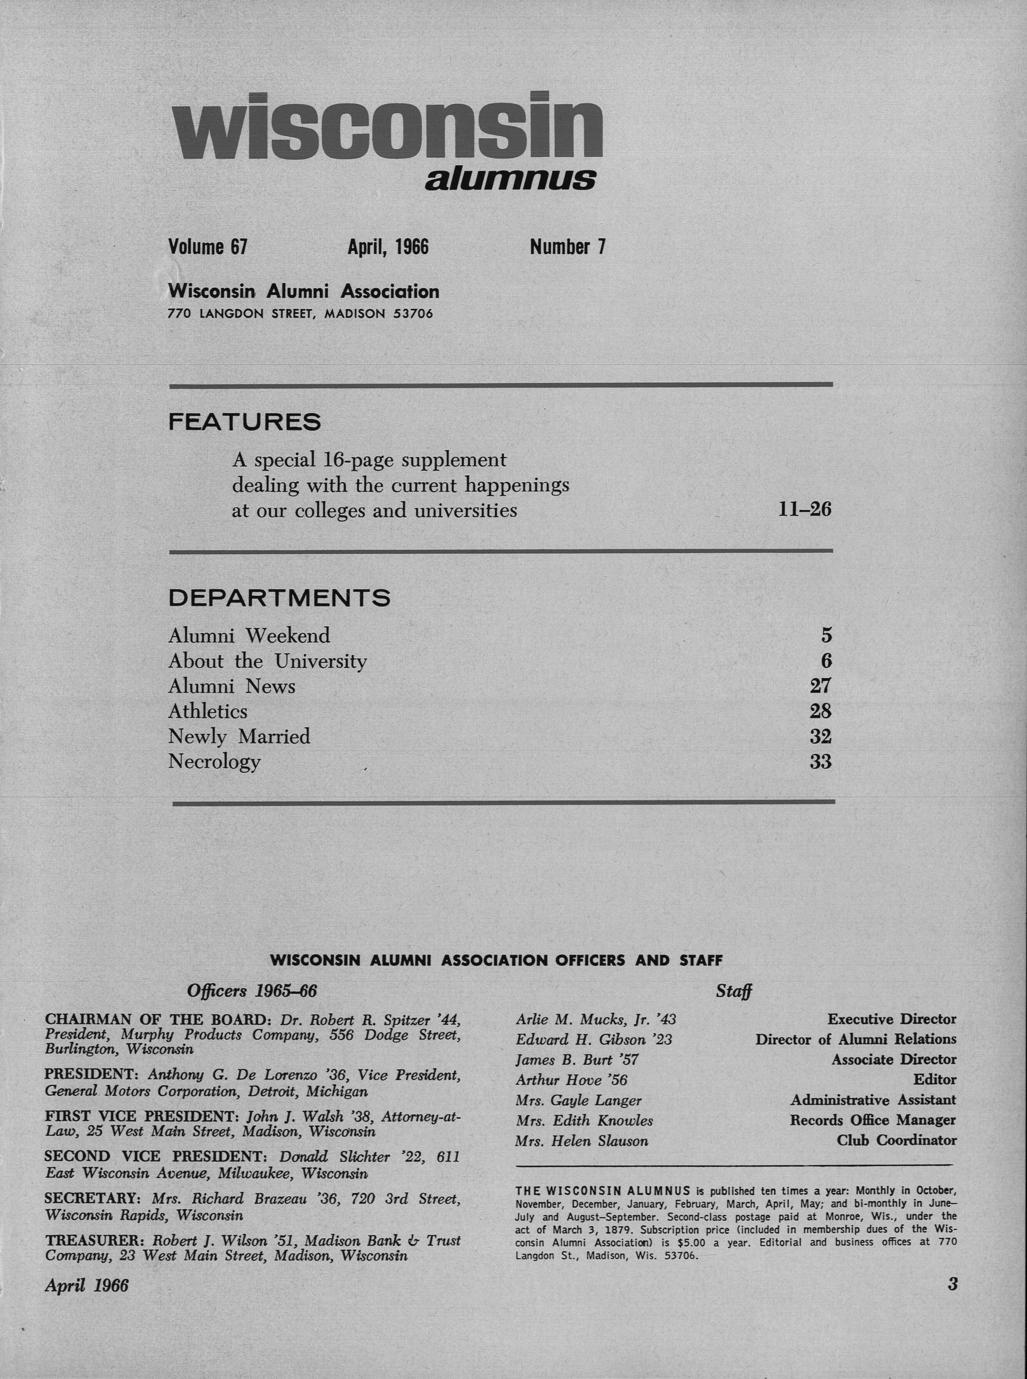 wisconsin
alumnus
Volume 67 April, 1966 Number 7
Wisconsin Alumni Association
770 LANGDON STREET, MADISON 53706
FEATURES
A special 16-page supplement
dealing with the current happenings
at our colleges and universities 11–26
DEPARTMENTS
Alumni Weekend 5
About the University 6
Alumni News 27
Athletics 28
Newly Married 32
Necrology 33
WISCONSIN ALUMNI ASSOCIATION OFFICERS AND STAFF
Officers 1965–66
CHAIRMAN OF THE BOARD: Dr. Robert R. Spitzer '44,
President, Murphy Products Company, 556 Dodge Street,
Burlington, Wisconsin
PRESIDENT: Anthony G. De Lorenzo '36, Vice President,
General Motors Corporation, Detroit, Michigan
FIRST VICE PRESIDENT: John J. Walsh '38, Attorney-at-
Law, 25 West Main Street, Madison, Wisconsin
SECOND VICE PRESIDENT: Donald Slichter '22, 611
East Wisconsin Avenue, Milwaukee, Wisconsin
SECRETARY: Mrs. Richard Brazeau '36, 720 3rd Street,
Wisconsin Rapids, Wisconsin
TREASURER: Robert J. Wilson '51, Madison Bank & Trust
Company, 23 West Main Street, Madison, Wisconsin
Staff
Arlie M. Mucks, Jr. '43 Executive Director
Edward H. Gibson '23 Director of Alumni Relations
James B. Burt '57 Associate Director
Arthur Hove '56 Editor
Mrs. Gayle Langer Administrative Assistant
Mrs. Edith Knowles Records Office Manager
Mrs. Helen Slauson Club Coordinator
THE WISCONSIN ALUMNUS is published ten times a year: Monthly in October,
November, December, January, February, March, April, May; and bi-monthly in June–
July and August–September. Second-class postage paid at Monroe, Wis., under the
act of March 3, 1879. Subscription price (included in membership dues of the Wis-
consin Alumni Association) is $5.00 a year. Editorial and business offices at 770
Langdon St., Madison, Wis. 53706.
April 1966 3